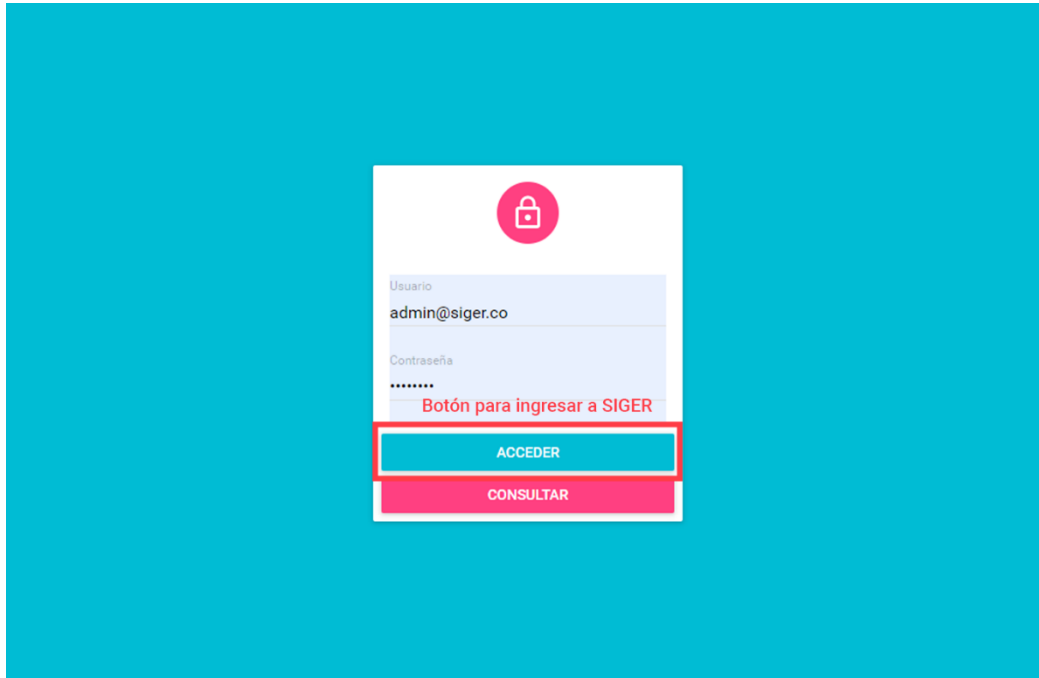 Usuario
admin@siger.co
Contraseña
••••••••
Botón para ingresar a SIGER
ACCEDER
CONSULTAR